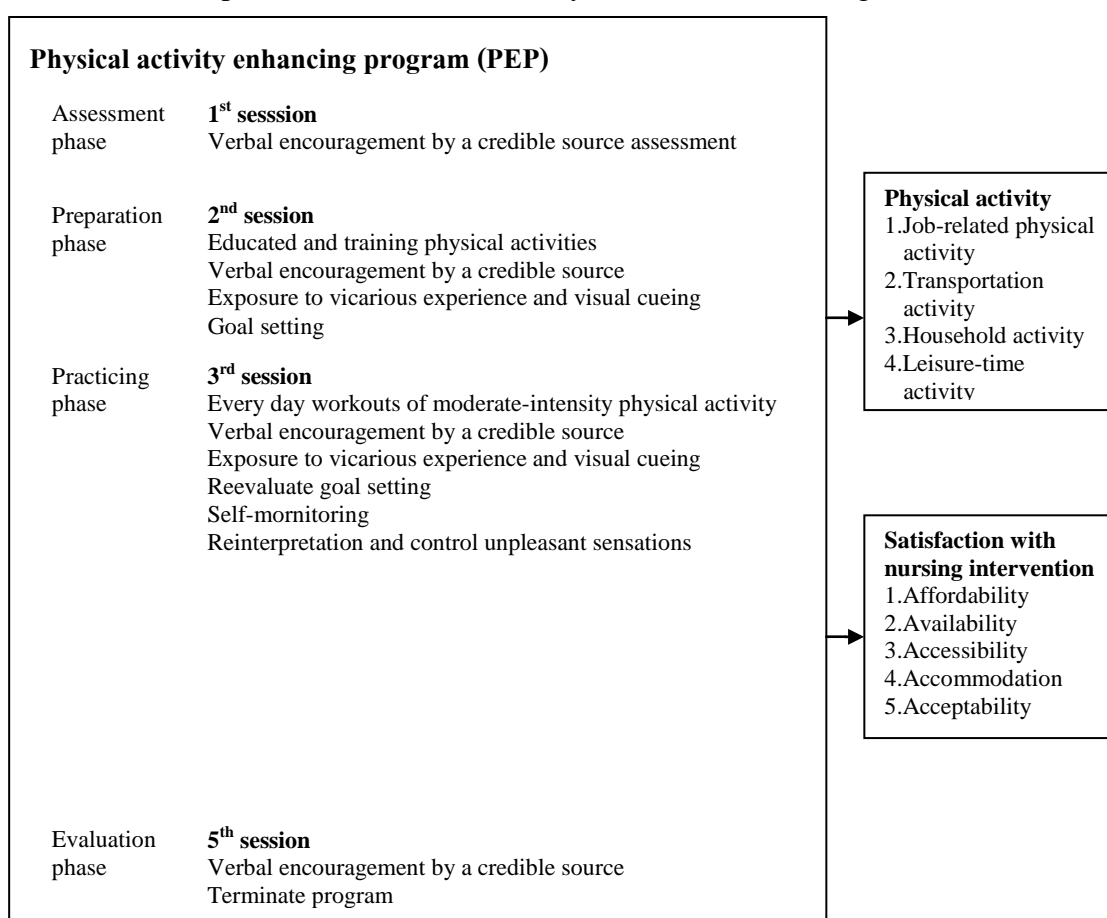 Physical activity enhancing program (PEP)
Assessment phase
1st sesssion
Verbal encouragement by a credible source assessment
Preparation phase
2nd session
Educated and training physical activities
Verbal encouragement by a credible source
Exposure to vicarious experience and visual cueing
Goal setting
Practicing phase
3rd session
Every day workouts of moderate-intensity physical activity
Verbal encouragement by a credible source
Exposure to vicarious experience and visual cueing
Reevaluate goal setting
Self-mornitoring
Reinterpretation and control unpleasant sensations
Evaluation phase
5th session
Verbal encouragement by a credible source
Terminate program
Physical activity
1.Job-related physical
activity
2.Transportation
activity
3.Household activity
4.Leisure-time
activity
Satisfaction with
nursing intervention
1.Affordability
2.Availability
3.Accessibility
4.Accommodation
5.Acceptability